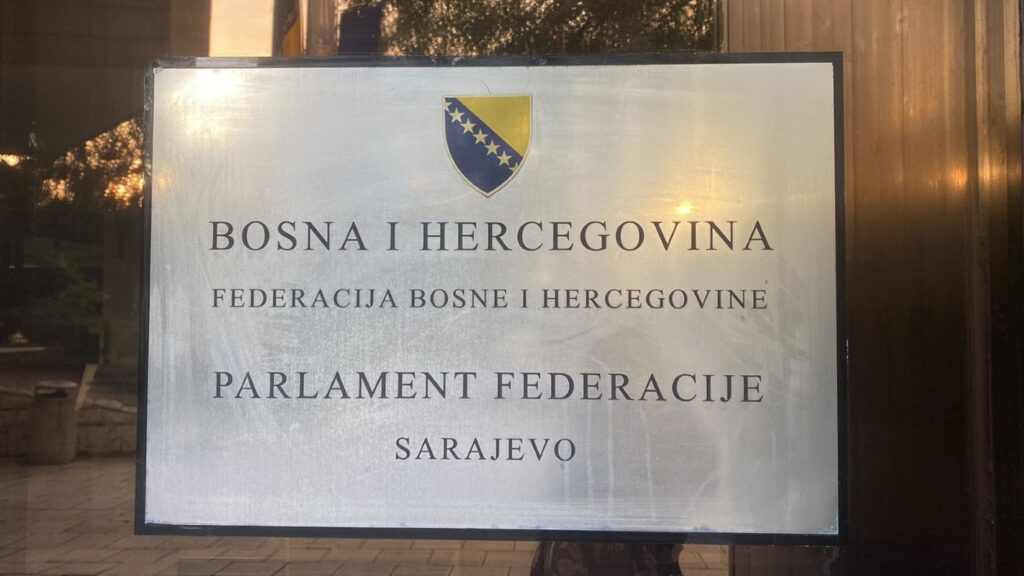 BOSNA I HERCEGOVINA
FEDERACIJA BOSNE I HERCEGOVINE
PARLAMENT FEDERACIJE
SARAJEVO